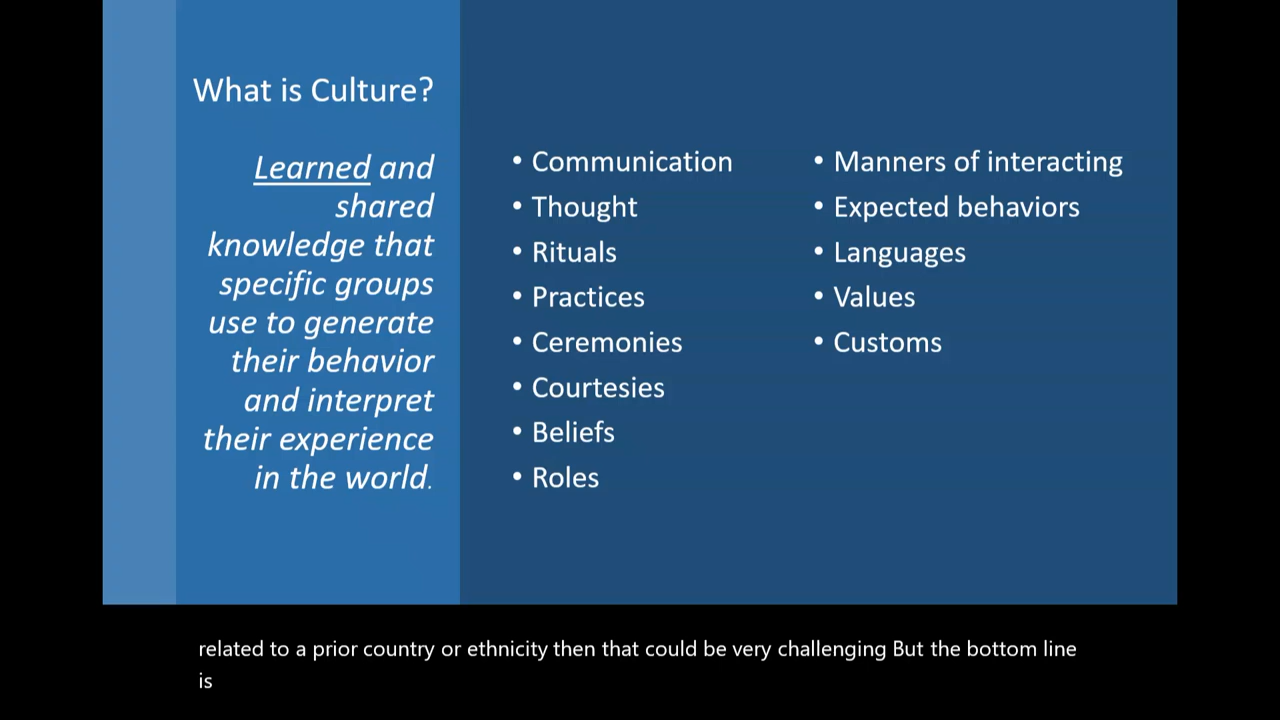 What is Culture?
Learned and
shared
knowledge that
specific groups
use to generate
their behavior
and interpret
their experience
in the world.
• Communication
• Thought
• Rituals
• Practices
• Ceremonies
• Courtesies
• Beliefs
• Roles
• Manners of interacting
• Expected behaviors
• Languages
• Values
• Customs
related to a prior country or ethnicity then that could be very challenging But the bottom line
is